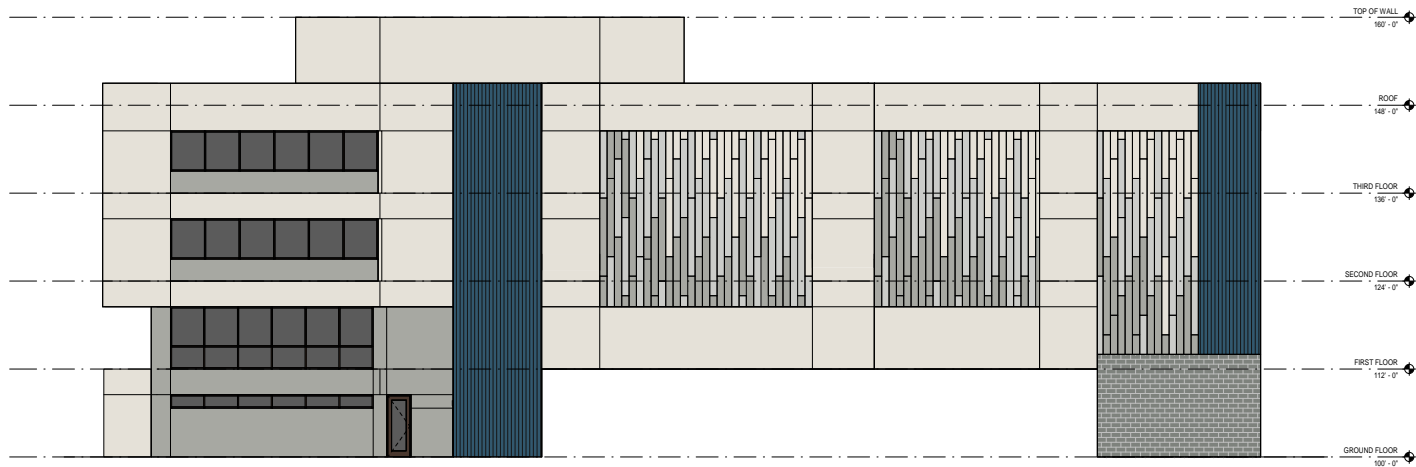 TOP OF WALL
160' - 0"
ROOF
148' - 0"
THIRD FLOOR
136' - 0"
SECOND FLOOR
124' - 0"
FIRST FLOOR
112' - 0"
GROUND FLOOR
100' - 0"